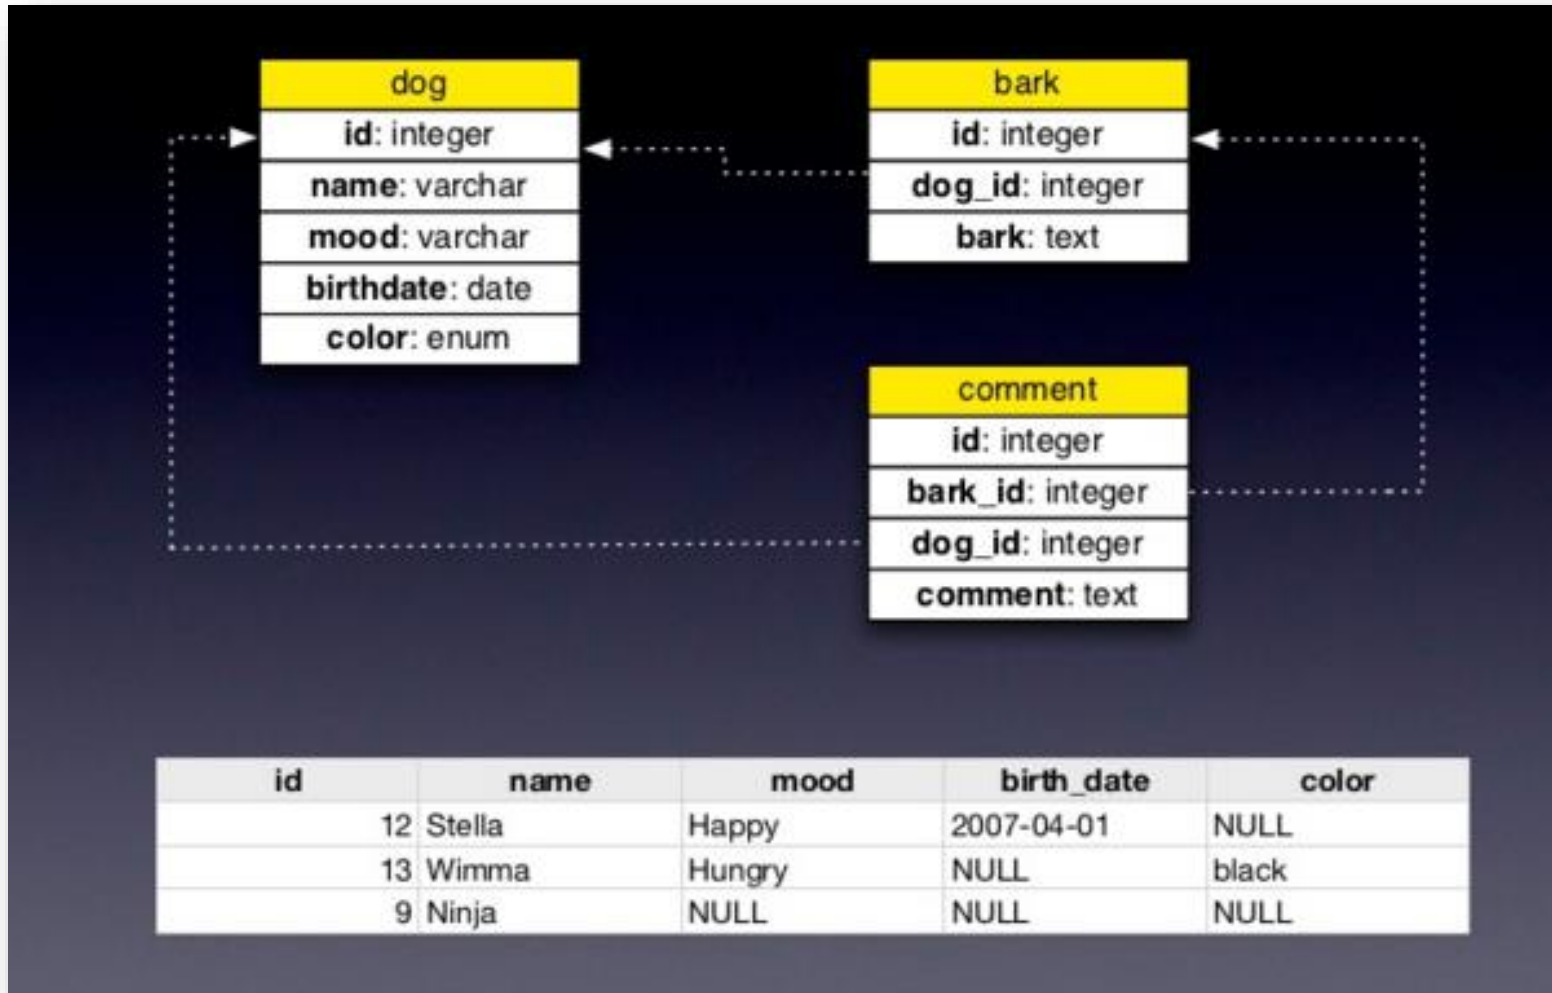 dog
id: integer
name: varchar
mood: varchar
birthdate: date
color: enum
bark
id: integer
dog_id: integer
bark: text
comment
id: integer
bark_id: integer
dog_id: integer
comment: text
id name mood birth_date color
12 Stella Happy 2007-04-01 NULL
13 Wimma Hungry NULL black
9 Ninja NULL NULL NULL